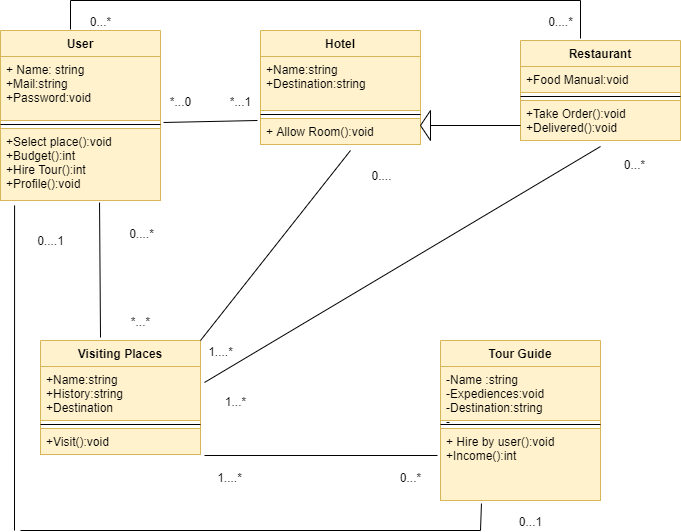 0...*
0....*
User
+ Name: string
+ Mail:string
+Password:void
+Select place():void
+Budget():int
+Hire Tour():int
+Profile():void
*...0
*...1
Hotel
+Name:string
+Destination:string
+ Allow Room():void
Restaurant
+Food Manual:void
+Take Order():void
+Delivered():void
0....
0...*
0....1
0....*
*...*
1....*
1...*
Visiting Places
+Name:string
+History:string
+Destination
+Visit():void
Tour Guide
-Name :string
-Expediences:void
-Destination:string
-
+ Hire by user():void
+Income():int
1....*
0...*
0...1